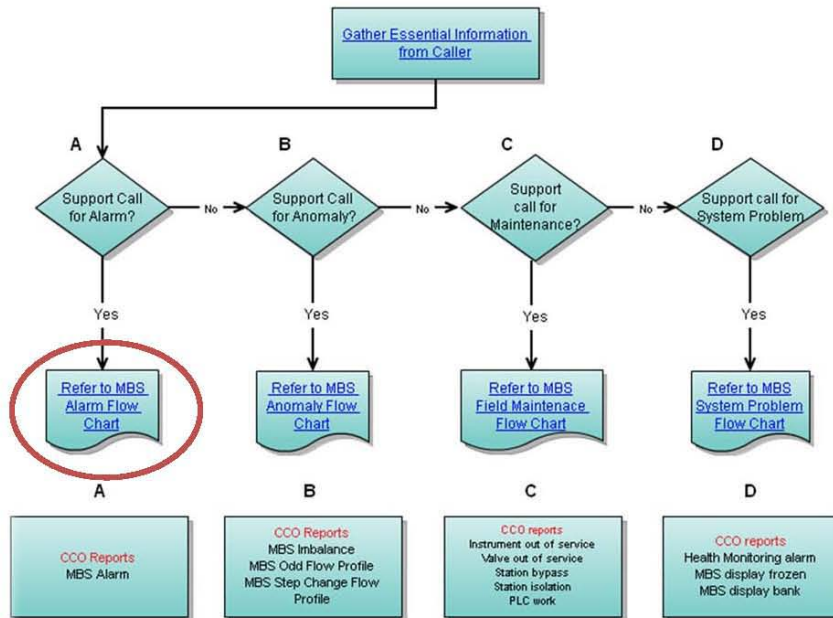 Gather Essential Information
from Caller
A
B
C
D
Support Call
for Alarm?
No
Support Call
for Anomaly?
No
Support
call for
Maintenance?
No
Support call for
System Problem
Yes
Yes
Yes
Yes
Refer to MBS
Alarm Flow
Chart
Refer to MBS
Anomaly Flow
Chart
Refer to MBS
Field Maintenace
Flow Chart
Refer to MBS
System Problem
Flow Chart
A
B
C
D
CCO Reports
MBS Alarm
CCO Reports
MBS Imbalance
MBS Odd Flow Profile
MBS Step Change Flow
Profile
CCO reports
Instrument out of service
Valve out of service
Station bypass
Station isolation
PLC work
CCO reports
Health Monitoring alarm
MBS display frozen
MBS display bank